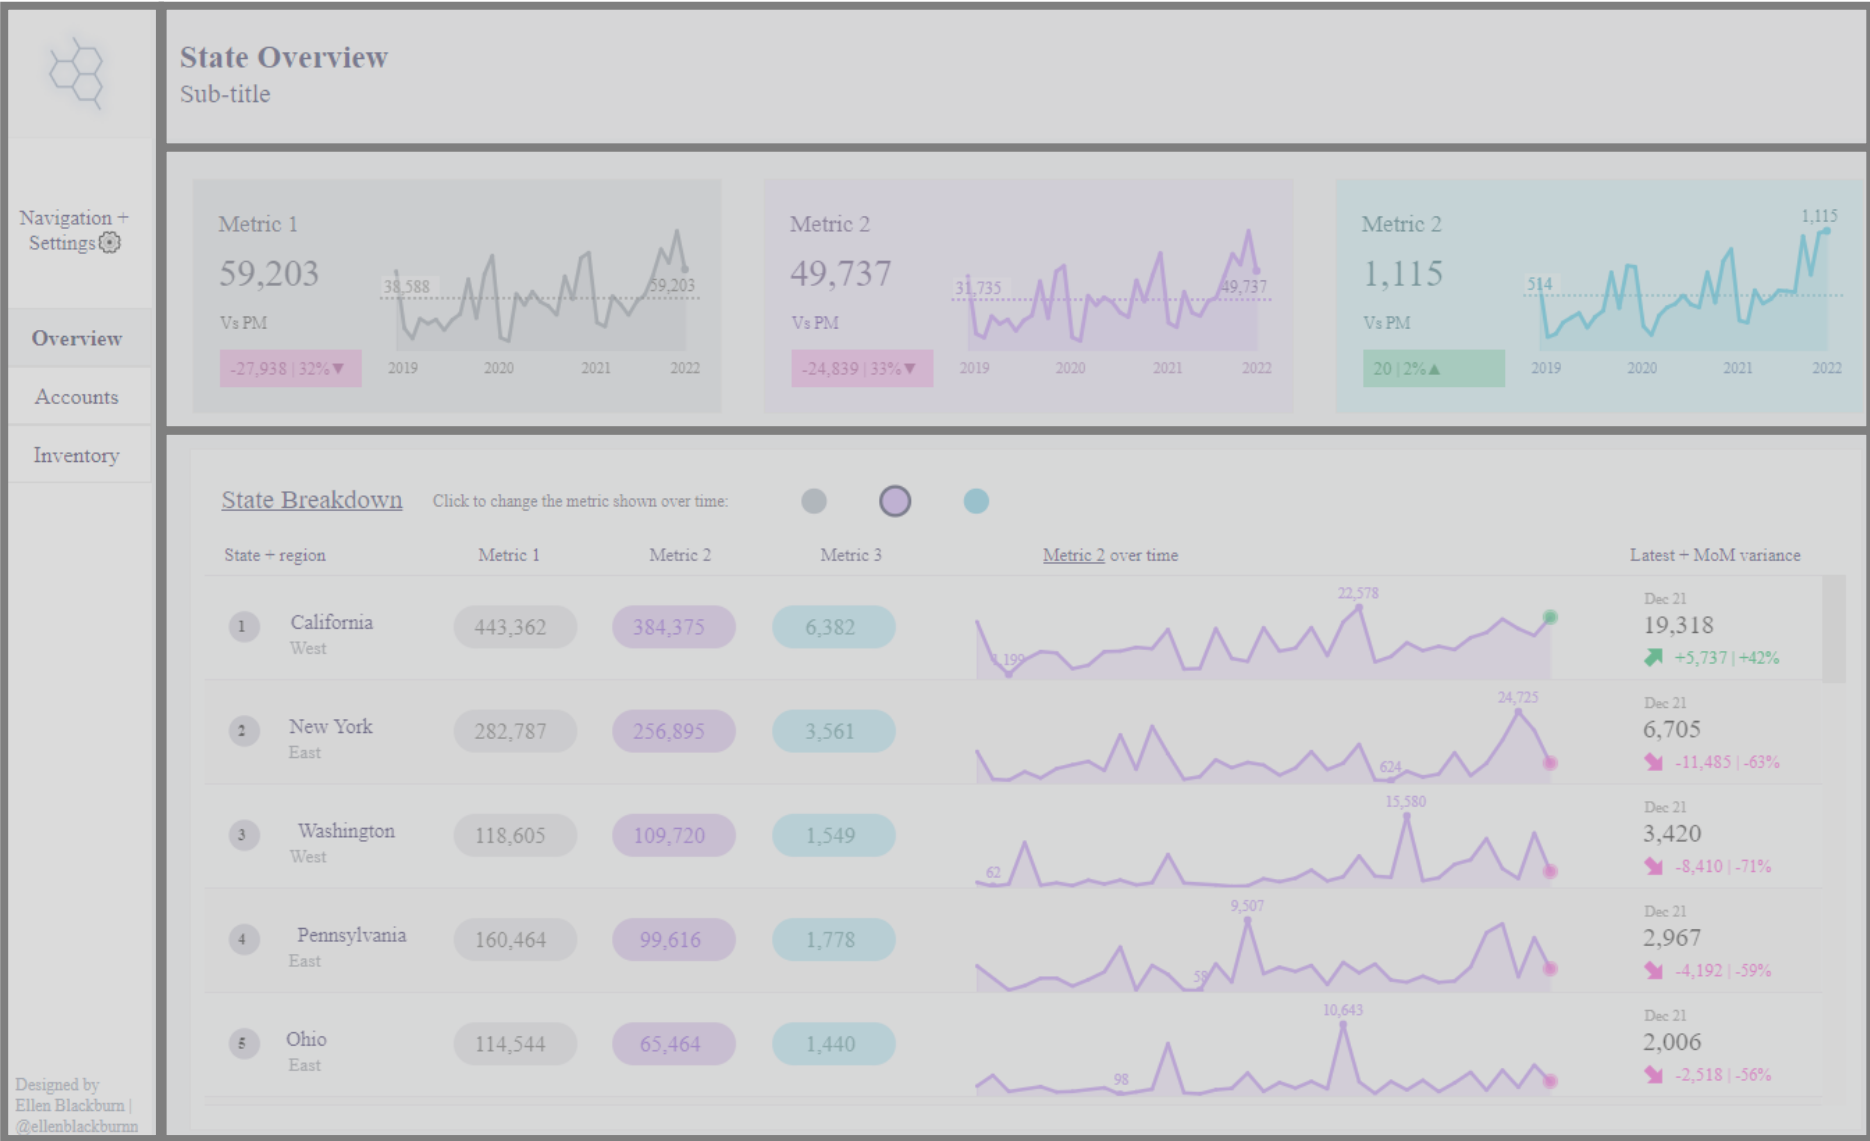 State Overview
Sub-title
Navigation +
Settings
Overview
Accounts
Inventory
Designed by
Ellen Blackburn |
@ellenblackburnn
Metric 1
59,203
Vs PM
-27,938 | 32%▼
38,588
59,203
2019 2020 2021 2022
Metric 2
49,737
Vs PM
-24,839 | 33%▼
31,735
49,737
2019 2020 2021 2022
Metric 2
1,115
Vs PM
20 | 2%▲
514
1,115
2019 2020 2021 2022
State Breakdown Click to change the metric shown over time:
State + region Metric 1 Metric 2 Metric 3 Metric 2 over time Latest + MoM variance
1 California
West
443,362 384,375 6,382
1,199
22,578
Dec 21
19,318
+5,737 | +42%
2 New York
East
282,787 256,895 3,561
624
24,725
Dec 21
6,705
-11,485 | -63%
3 Washington
West
118,605 109,720 1,549
62
15,580
Dec 21
3,420
-8,410 | -71%
4 Pennsylvania
East
160,464 99,616 1,778
58
9,507
Dec 21
2,967
-4,192 | -59%
5 Ohio
East
114,544 65,464 1,440
98
10,643
Dec 21
2,006
-2,518 | -56%